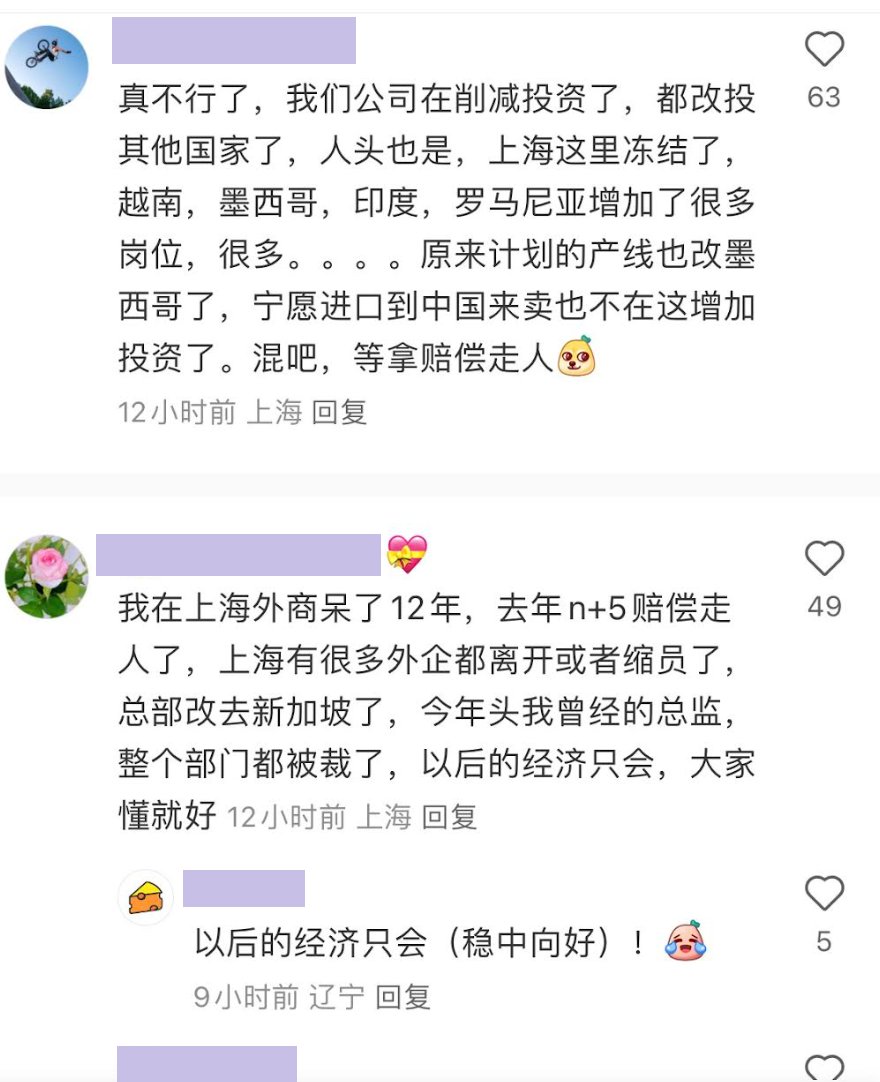 63
真不行了，我们公司在削减投资了，都改投
其他国家了，人头也是，上海这里冻结了，
越南，墨西哥，印度，罗马尼亚增加了很多
岗位，很多。。。。原来计划的产线也改墨
西哥了，宁愿进口到中国来卖也不在这增加
投资了。混吧，等拿赔偿走人
12小时前 上海 回复
49
我在上海外商呆了12年，去年n+5赔偿走
人了，上海有很多外企都离开或者缩员了，
总部改去新加坡了，今年头我曾经的总监，
整个部门都被裁了，以后的经济只会，大家
懂就好 12小时前 上海 回复
以后的经济只会（稳中向好）！
5
9小时前 辽宁 回复